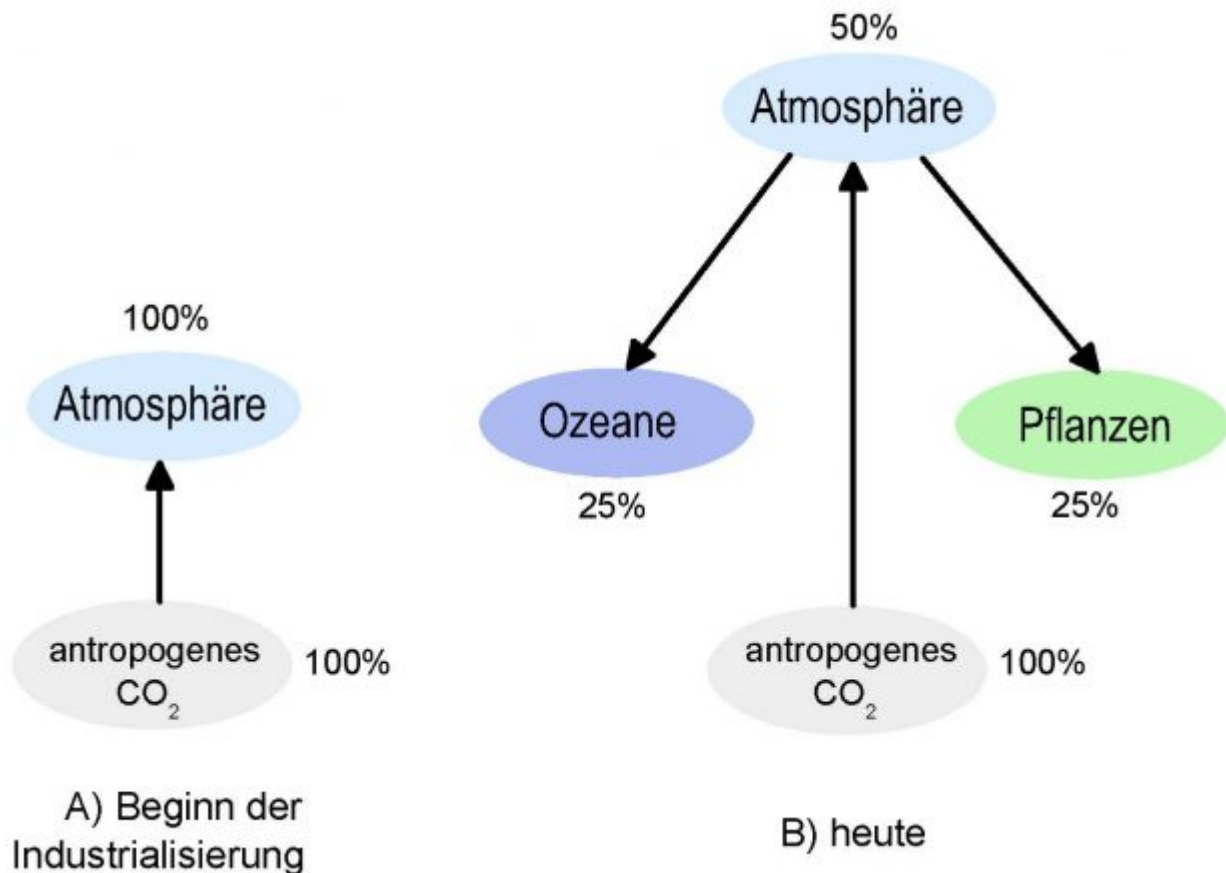 100%
Atmosphäre
antropogenes
CO₂
100%
A) Beginn der
Industrialisierung
50%
Atmosphäre
Ozeane
25%
Pflanzen
25%
antropogenes
CO₂
100%
B) heute